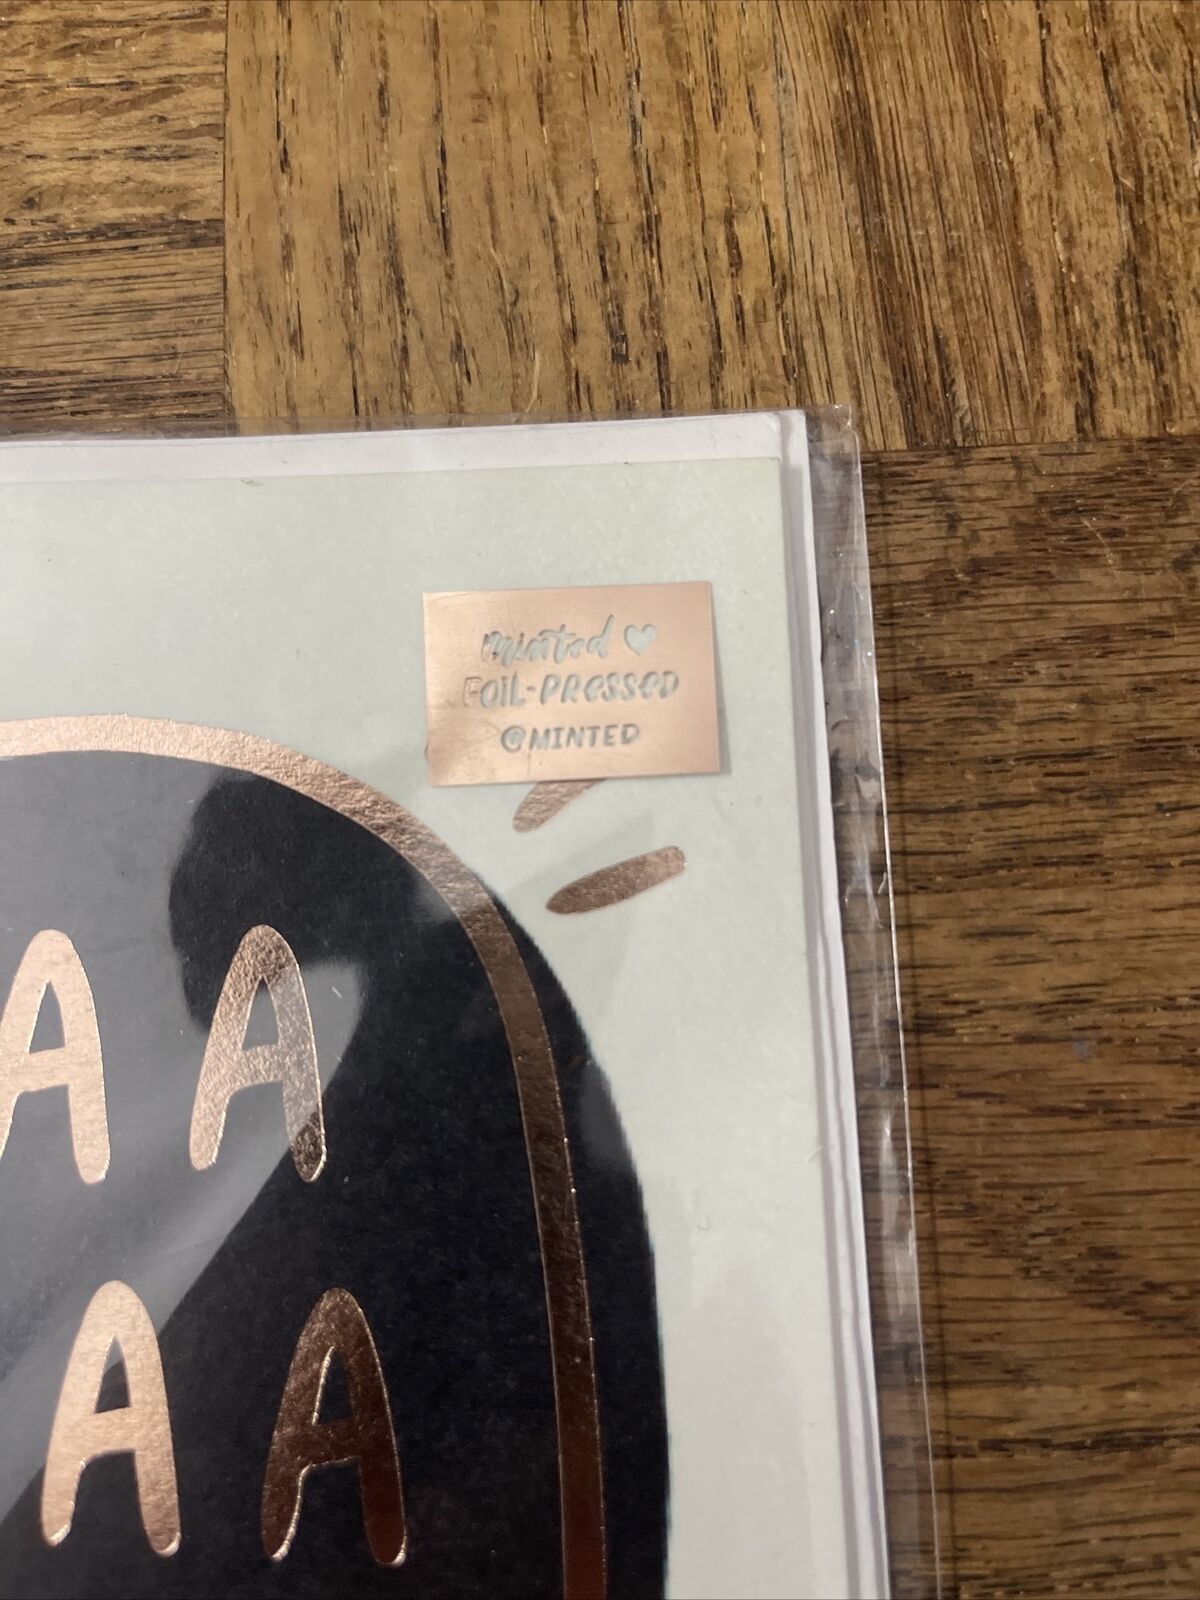 minted
FOiL-PRESSED
@MINTED
AA
AA